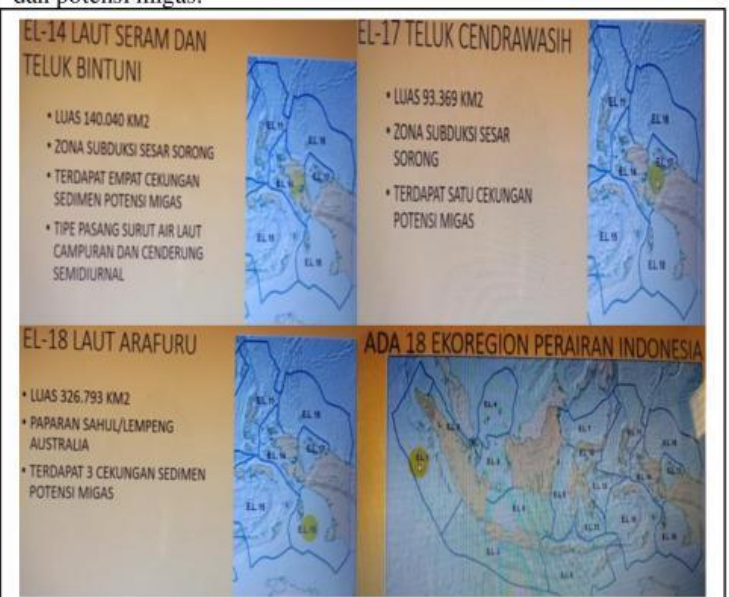 dan potensi migas.
EL-14 LAUT SERAM DAN
TELUK BINTUNI
• LUAS 140.040 KM2
• ZONA SUBDUKSI SESAR SORONG
• TERDAPAT EMPAT CEKUNGAN
SEDIMEN POTENSI MIGAS
• TIPE PASANG SURUT AIR LAUT
CAMPURAN DAN CENDERUNG
SEMIDIURNAL
EL-17 TELUK CENDRAWASIH
• LUAS 93.369 KM2
• ZONA SUBDUKSI SESAR
SORONG
• TERDAPAT SATU CEKUNGAN
POTENSI MIGAS
EL-18 LAUT ARAFURU
• LUAS 326.793 KM2
• PAPARAN SAHUL/LEMPENG
AUSTRALIA
• TERDAPAT 3 CEKUNGAN SEDIMEN
POTENSI MIGAS
ADA 18 EKOREGION PERAIRAN INDONESIA